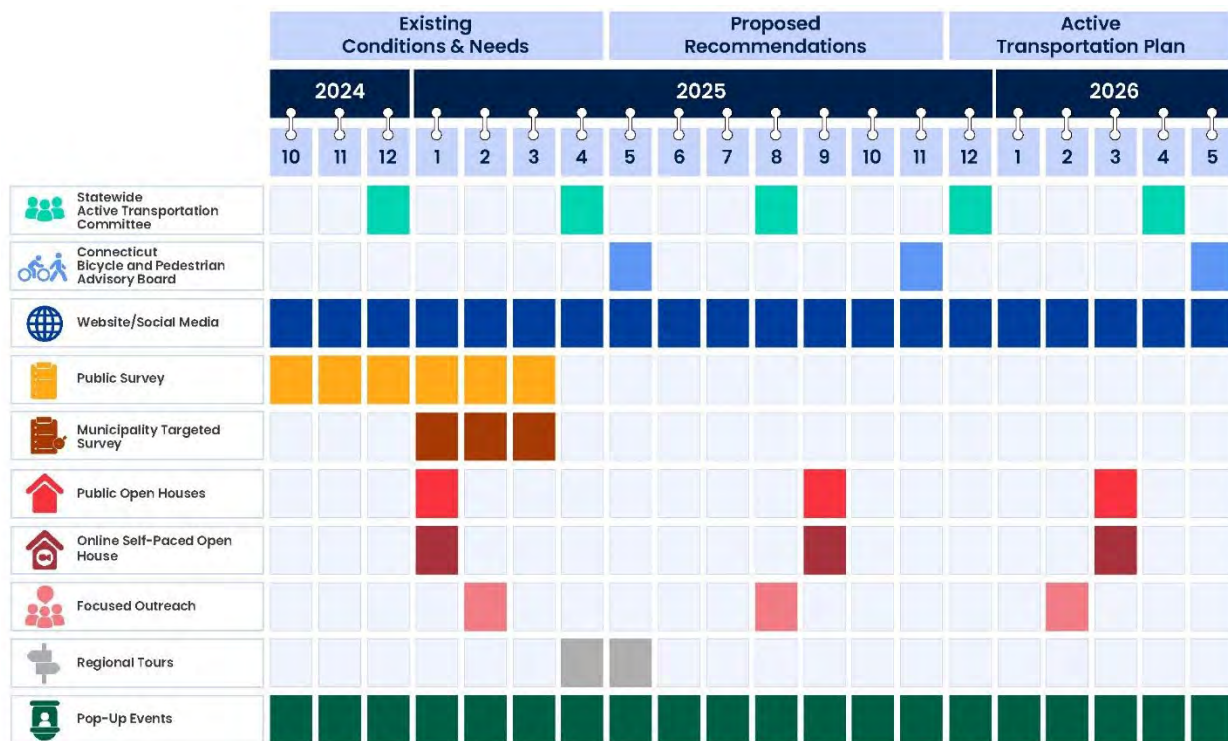 Existing
Conditions & Needs
Proposed
Recommendations
Active
Transportation Plan
2024
2025
2026
10 11 12 1 2 3 4 5 6 7 8 9 10 11 12 1 2 3 4 5
Statewide
Active Transportation
Committee
Connecticut
Bicycle and Pedestrian
Advisory Board
Website/Social Media
Public Survey
Municipality Targeted
Survey
Public Open Houses
Online Self-Paced Open
House
Focused Outreach
Regional Tours
Pop-Up Events